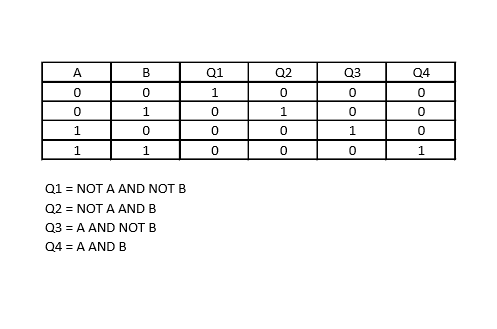 A B Q1 Q2 Q3 Q4
0 0 1 0 0 0
0 1 0 1 0 0
1 0 0 0 1 0
1 1 0 0 0 1
Q1 = NOT A AND NOT B
Q2 = NOT A AND B
Q3 = A AND NOT B
Q4 = A AND B